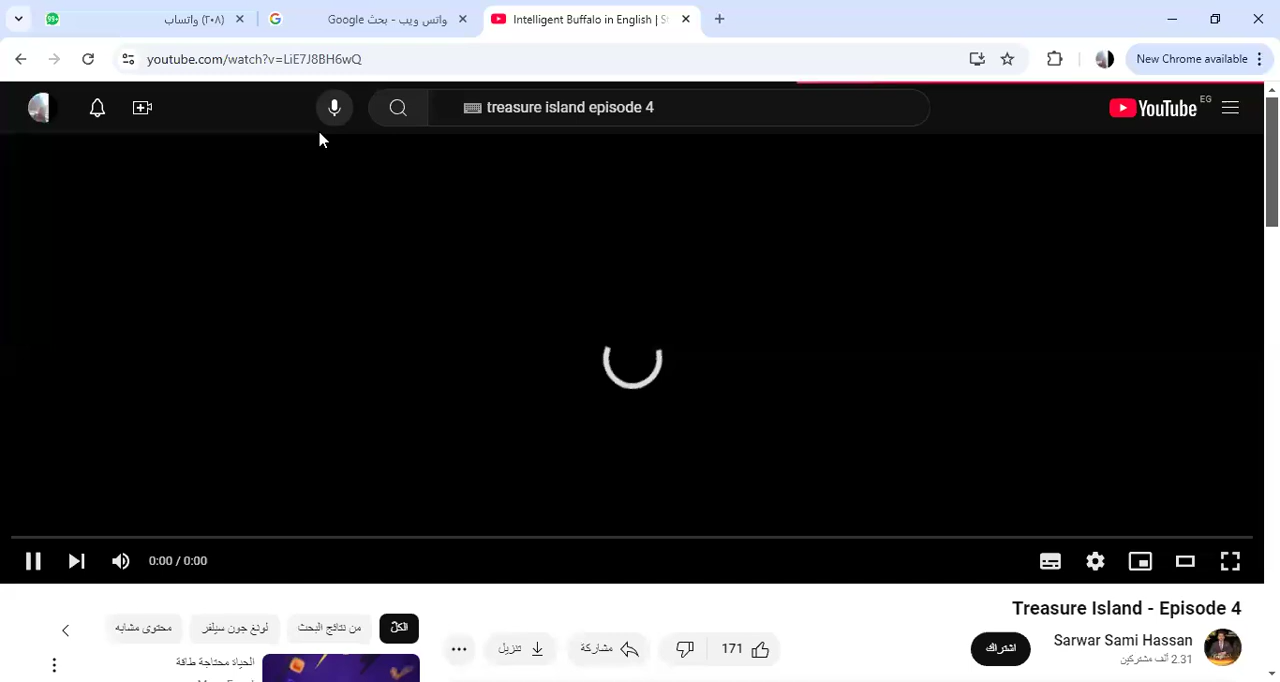 (٢٠٨) واتساب
واتس ويب - بحث Google
Intelligent Buffalo in English |
youtube.com/watch?v=LiE7J8BH6wQ
New Chrome available
treasure island episode 4
YouTube EG
0:00 / 0:00
Treasure Island - Episode 4
Sarwar Sami Hassan
2.31 ألف مشتركين
اشتراك
171
مشاركة
تنزيل
الكلّ
من نتائج البحث
لونغ جون سيلفر
محتوى مشابه
الحياة محتاجة طاقة